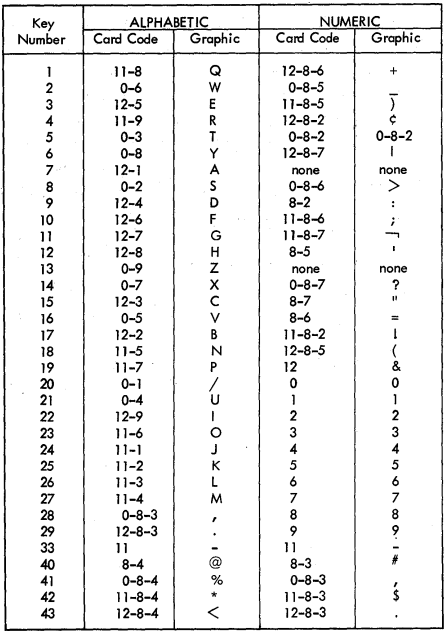 Key ALPHABETIC NUMERIC
Number Card Code Graphic Card Code Graphic
1 11-8 Q 12-8-6 +
2 0-6 W 0-8-5 _
3 12-5 E 11-8-5 )
4 11-9 R 12-8-2 ¢
5 0-3 T 0-8-2 0-8-2
6 0-8 Y 12-8-7 |
7 12-1 A none none
8 0-2 S 0-8-6 >
9 12-4 D 8-2 :
10 12-6 F 11-8-6 ;
11 12-7 G 11-8-7 ¬
12 12-8 H 8-5 '
13 0-9 Z none none
14 0-7 X 0-8-7 ?
15 12-3 C 8-7 "
16 0-5 V 8-6 =
17 12-2 B 11-8-2 !
18 11-5 N 12-8-5 (
19 11-7 P 12 &
20 0-1 / 0 0
21 0-4 U 1 1
22 12-9 I 2 2
23 11-6 O 3 3
24 11-1 J 4 4
25 11-2 K 5 5
26 11-3 L 6 6
27 11-4 M 7 7
28 0-8-3 , 8 8
29 12-8-3 . 9 9
33 11 - 11 -
40 8-4 @ 8-3 #
41 0-8-4 % 0-8-3 ,
42 11-8-4 * 11-8-3 $
43 12-8-4 < 12-8-3 .